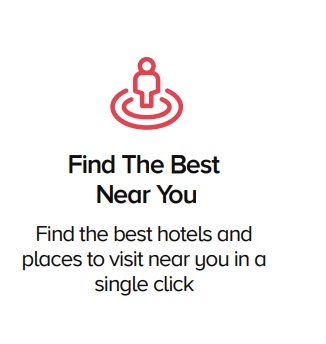 Find The Best
Near You
Find the best hotels and
places to visit near you in a
single click